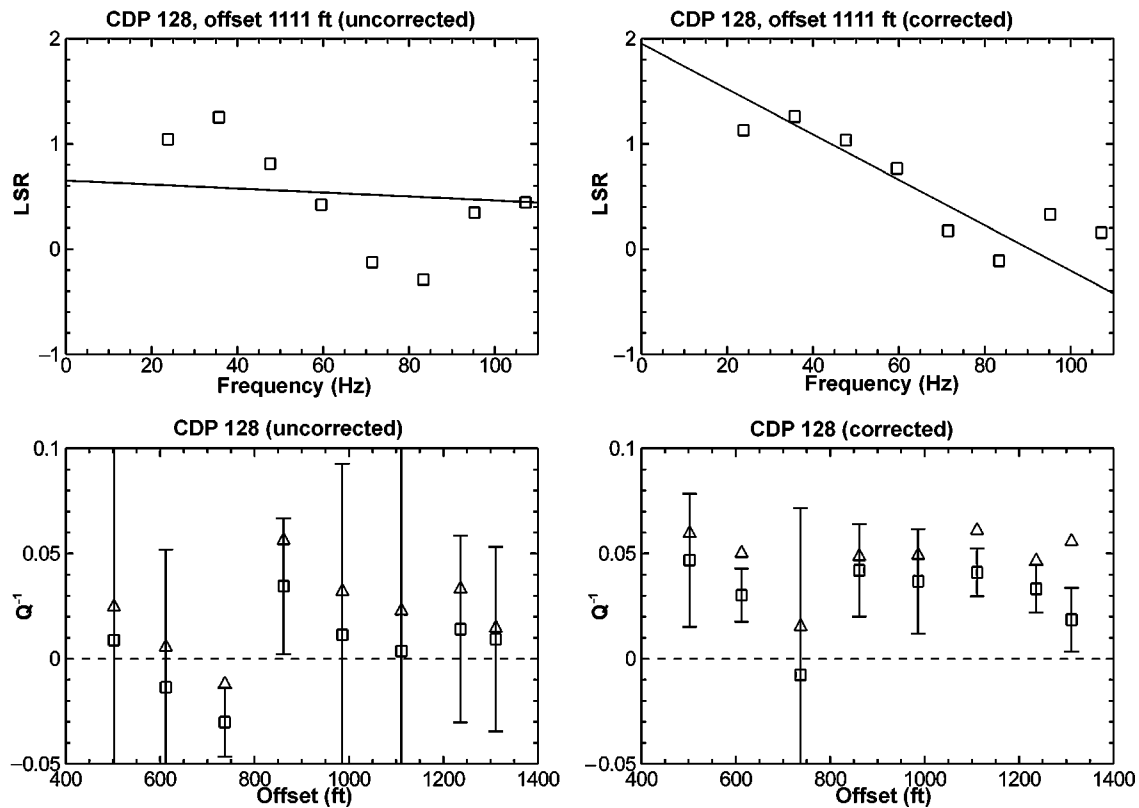 CDP 128, offset 1111 ft (uncorrected)
2
1
0
−1
LSR
0 20 40 60 80 100
Frequency (Hz)
CDP 128, offset 1111 ft (corrected)
2
1
0
−1
LSR
0 20 40 60 80 100
Frequency (Hz)
CDP 128 (uncorrected)
0.1
0.05
0
−0.05
Q⁻¹
400 600 800 1000 1200 1400
Offset (ft)
CDP 128 (corrected)
0.1
0.05
0
−0.05
Q⁻¹
400 600 800 1000 1200 1400
Offset (ft)